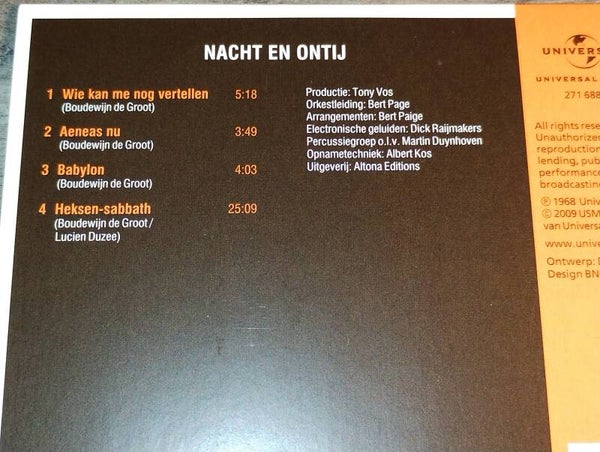 NACHT EN ONTIJ
1 Wie kan me nog vertellen 5:18
(Boudewijn de Groot)
2 Aeneas nu 3:49
(Boudewijn de Groot)
3 Babylon 4:03
(Boudewijn de Groot)
4 Heksen-sabbath 25:09
(Boudewijn de Groot /
Lucien Duzee)
Productie: Tony Vos
Orkestleiding: Bert Page
Arrangementen: Bert Paige
Electronische geluiden: Dick Raijmakers
Percussiegroep o.l.v. Martin Duynhoven
Opnametechniek: Albert Kos
Uitgeverij: Altona Editions
UNIVERS
UNIVERSAL
271 688
All rights rese
Unauthorized
reproduction
lending, pub
performance
broadcasting
℗ 1968 Univ
© 2009 USM
van Universa
www.unive
Ontwerp:
Design BN